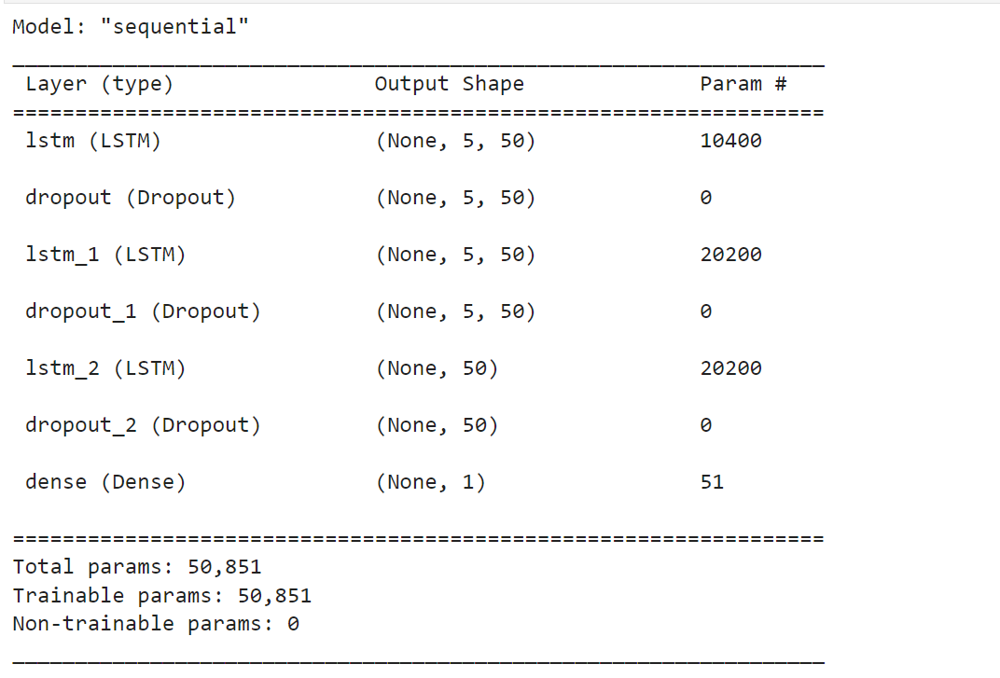 Model: "sequential"
_________________________________________________________________
Layer (type) Output Shape Param #
=================================================================
lstm (LSTM) (None, 5, 50) 10400
dropout (Dropout) (None, 5, 50) 0
lstm_1 (LSTM) (None, 5, 50) 20200
dropout_1 (Dropout) (None, 5, 50) 0
lstm_2 (LSTM) (None, 50) 20200
dropout_2 (Dropout) (None, 50) 0
dense (Dense) (None, 1) 51
=================================================================
Total params: 50,851
Trainable params: 50,851
Non-trainable params: 0
_________________________________________________________________